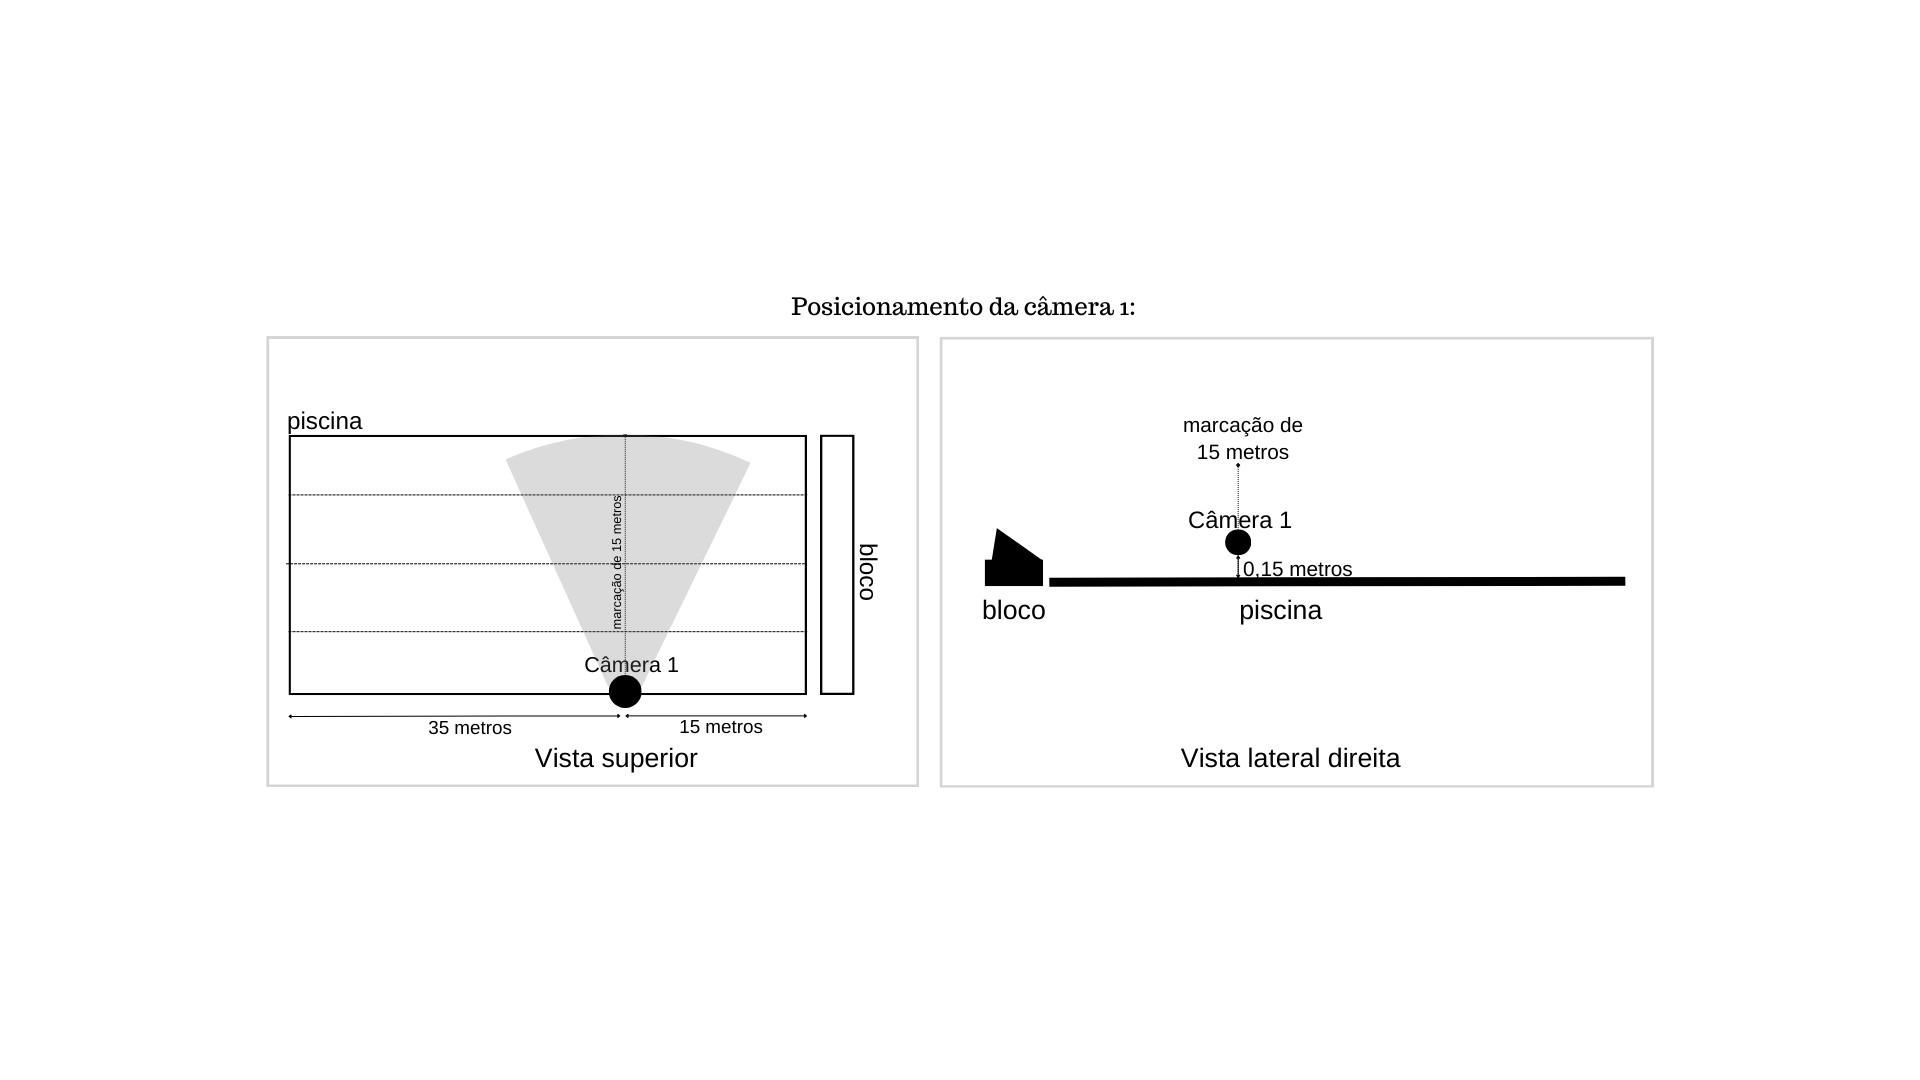 Posicionamento da câmera 1:
piscina
marcação de 15 metros
Câmera 1
bloco
35 metros
15 metros
Vista superior
marcação de
15 metros
Câmera 1
0,15 metros
bloco
piscina
Vista lateral direita